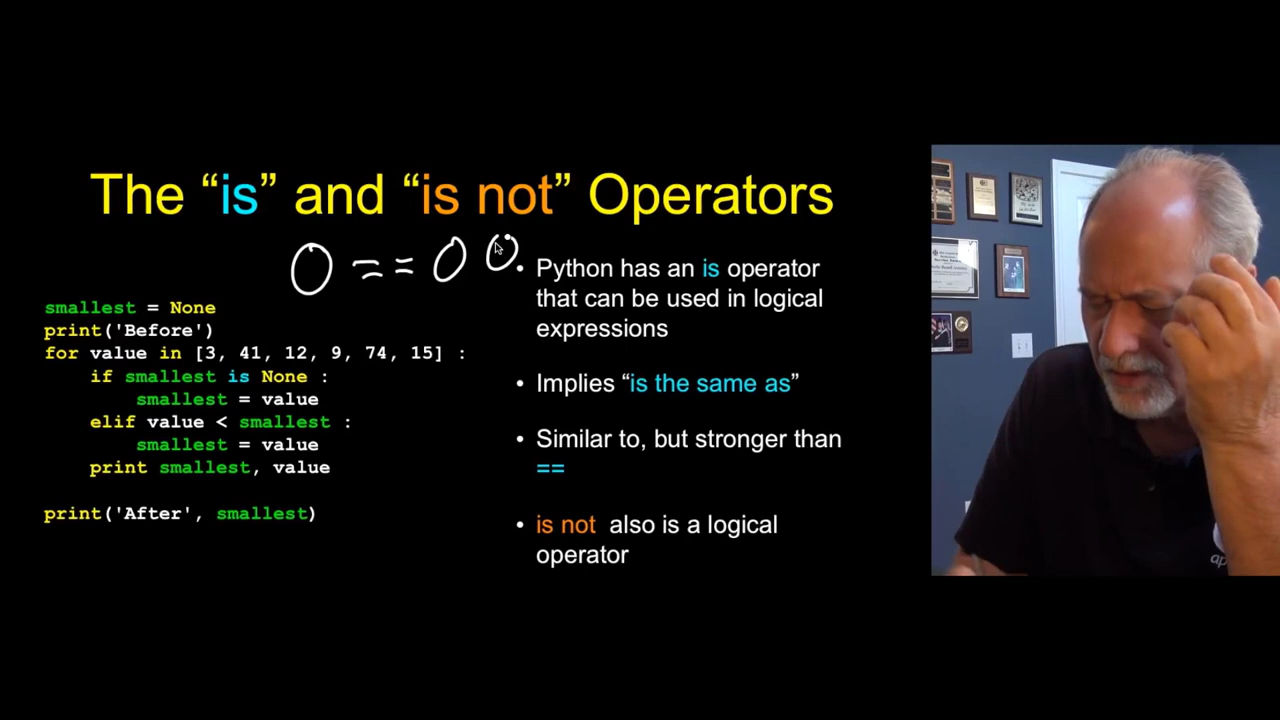 The “is” and “is not” Operators
0 == 0 0.
smallest = None
print('Before')
for value in [3, 41, 12, 9, 74, 15] :
    if smallest is None :
        smallest = value
    elif value < smallest :
        smallest = value
    print smallest, value
print('After', smallest)
• Python has an is operator
that can be used in logical
expressions
• Implies “is the same as”
• Similar to, but stronger than
==
• is not also is a logical
operator